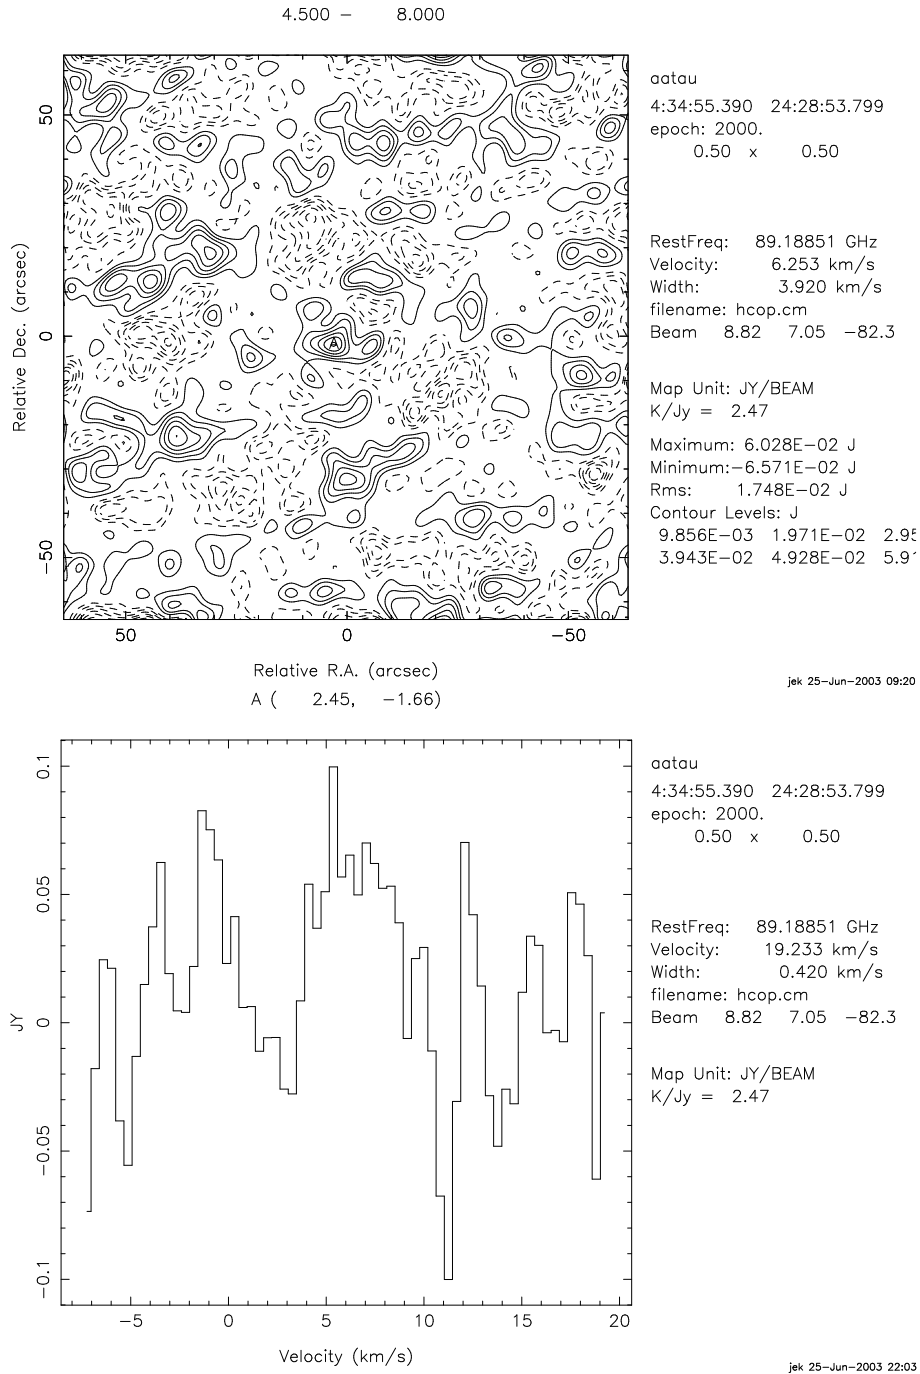 4.500 − 8.000
aatau
4:34:55.390 24:28:53.799
epoch: 2000.
0.50 x 0.50
RestFreq: 89.18851 GHz
Velocity: 6.253 km/s
Width: 3.920 km/s
filename: hcop.cm
Beam 8.82 7.05 −82.3
Map Unit: JY/BEAM
K/Jy = 2.47
Maximum: 6.028E−02 J
Minimum:−6.571E−02 J
Rms: 1.748E−02 J
Contour Levels: J
9.856E−03 1.971E−02 2.95
3.943E−02 4.928E−02 5.91
Relative Dec. (arcsec)
50
0
−50
A
50 0 −50
Relative R.A. (arcsec)
A ( 2.45, −1.66)
jek 25−Jun−2003 09:20
aatau
4:34:55.390 24:28:53.799
epoch: 2000.
0.50 x 0.50
RestFreq: 89.18851 GHz
Velocity: 19.233 km/s
Width: 0.420 km/s
filename: hcop.cm
Beam 8.82 7.05 −82.3
Map Unit: JY/BEAM
K/Jy = 2.47
JY
0.1
0.05
0
−0.05
−0.1
−5 0 5 10 15 20
Velocity (km/s)
jek 25−Jun−2003 22:03